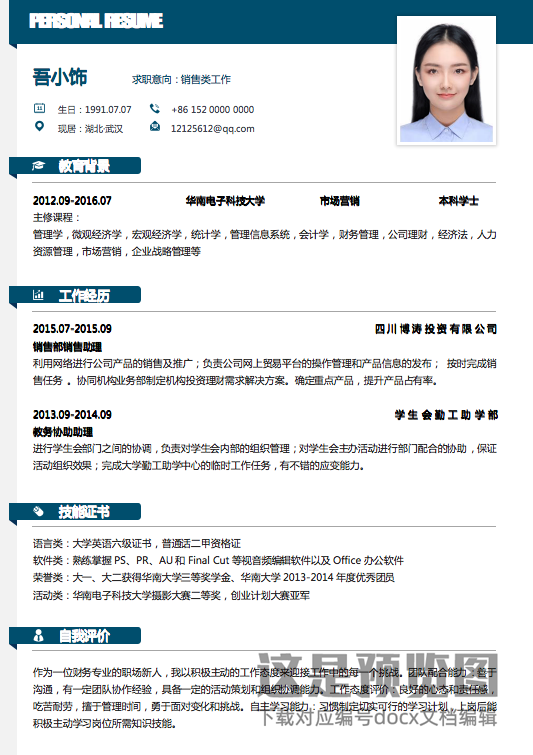 PERSONAL RESUME
吾小饰
求职意向：销售类工作
生日：1991.07.07
+86 152 0000 0000
现居：湖北·武汉
12125612@qq.com
教育背景
2012.09-2016.07 华南电子科技大学 市场营销 本科学士
主修课程：
管理学，微观经济学，宏观经济学，统计学，管理信息系统，会计学，财务管理，公司理财，经济法，人力
资源管理，市场营销，企业战略管理等
工作经历
2015.07-2015.09 四川博涛投资有限公司
销售部销售助理
利用网络进行公司产品的销售及推广；负责公司网上贸易平台的操作管理和产品信息的发布； 按时完成销
售任务 。协同机构业务部制定机构投资理财需求解决方案。确定重点产品，提升产品占有率。
2013.09-2014.09 学生会勤工助学部
教务协助助理
进行学生会部门之间的协调，负责对学生会内部的组织管理；对学生会主办活动进行部门配合的协助，保证
活动组织效果；完成大学勤工助学中心的临时工作任务，有不错的应变能力。
技能证书
语言类：大学英语六级证书，普通话二甲资格证
软件类：熟练掌握 PS、PR、AU 和 Final Cut 等视音频编辑软件以及 Office 办公软件
荣誉类：大一、大二获得华南大学三等奖学金、华南大学 2013-2014 年度优秀团员
活动类：华南电子科技大学摄影大赛二等奖，创业计划大赛亚军
自我评价
作为一位财务专业的职场新人，我以积极主动的工作态度来迎接工作中的每一个挑战。团队配合能力：善于
沟通，有一定团队协作经验，具备一定的活动策划和组织协调能力。工作态度评价：良好的心态和责任感，
吃苦耐劳，擅于管理时间，勇于面对变化和挑战。自主学习能力：习惯制定切实可行的学习计划，上岗后能
积极主动学习岗位所需知识技能。
这是预览图
下载对应编号docx文档编辑